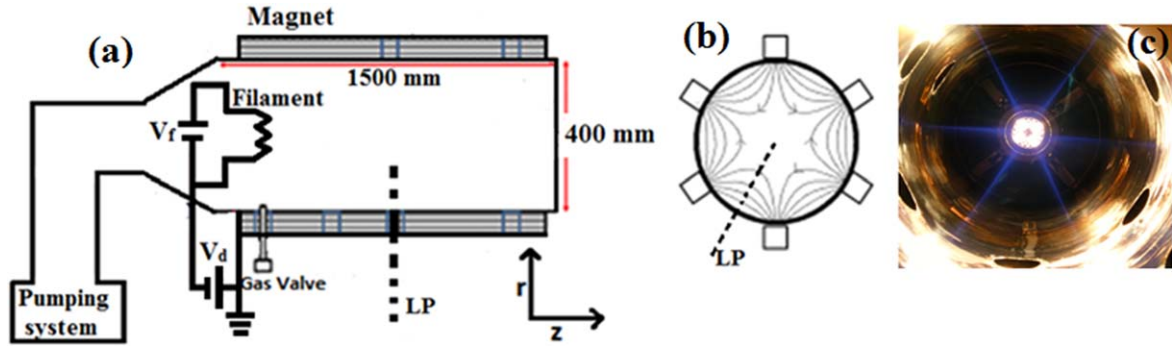 (a)
Magnet
1500 mm
Filament
Vf
400 mm
Vd
Gas Valve
Pumping
system
LP
r
z
(b)
LP
(c)